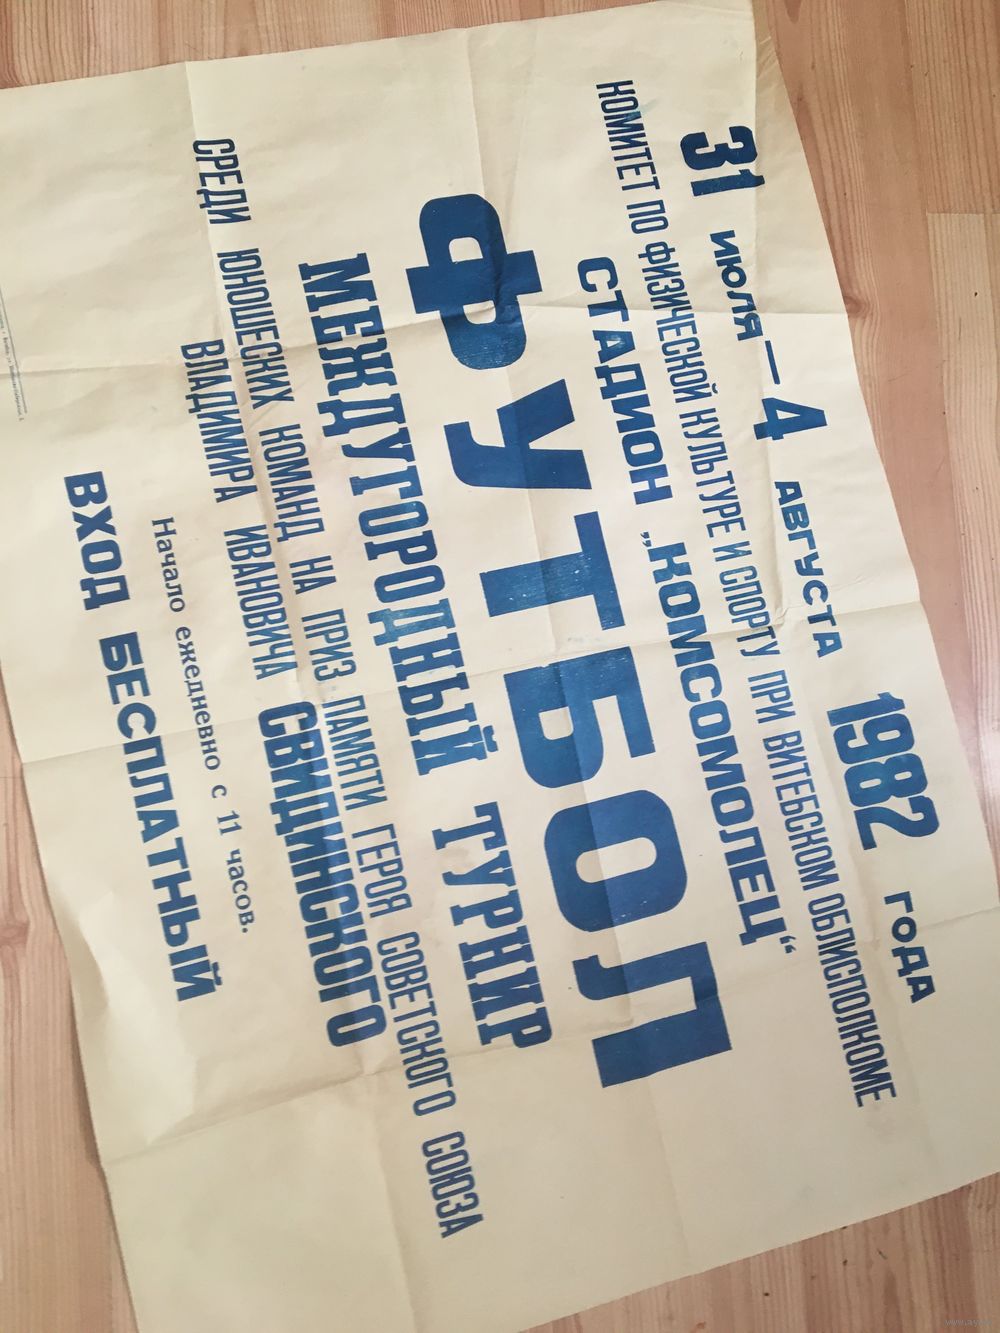 КОМИТЕТ ПО ФИЗИЧЕСКОЙ КУЛЬТУРЕ И СПОРТУ ПРИ ВИТЕБСКОМ ОБЛИСПОЛКОМЕ
31 ИЮЛЯ — 4 АВГУСТА 1982 ГОДА
СТАДИОН „КОМСОМОЛЕЦ“
ФУТБОЛ
МЕЖДУГОРОДНЫЙ ТУРНИР
СРЕДИ ЮНОШЕСКИХ КОМАНД НА ПРИЗ ПАМЯТИ ГЕРОЯ СОВЕТСКОГО СОЮЗА
ВЛАДИМИРА ИВАНОВИЧА СВИДИНСКОГО
Начало ежедневно с 11 часов.
ВХОД БЕСПЛАТНЫЙ